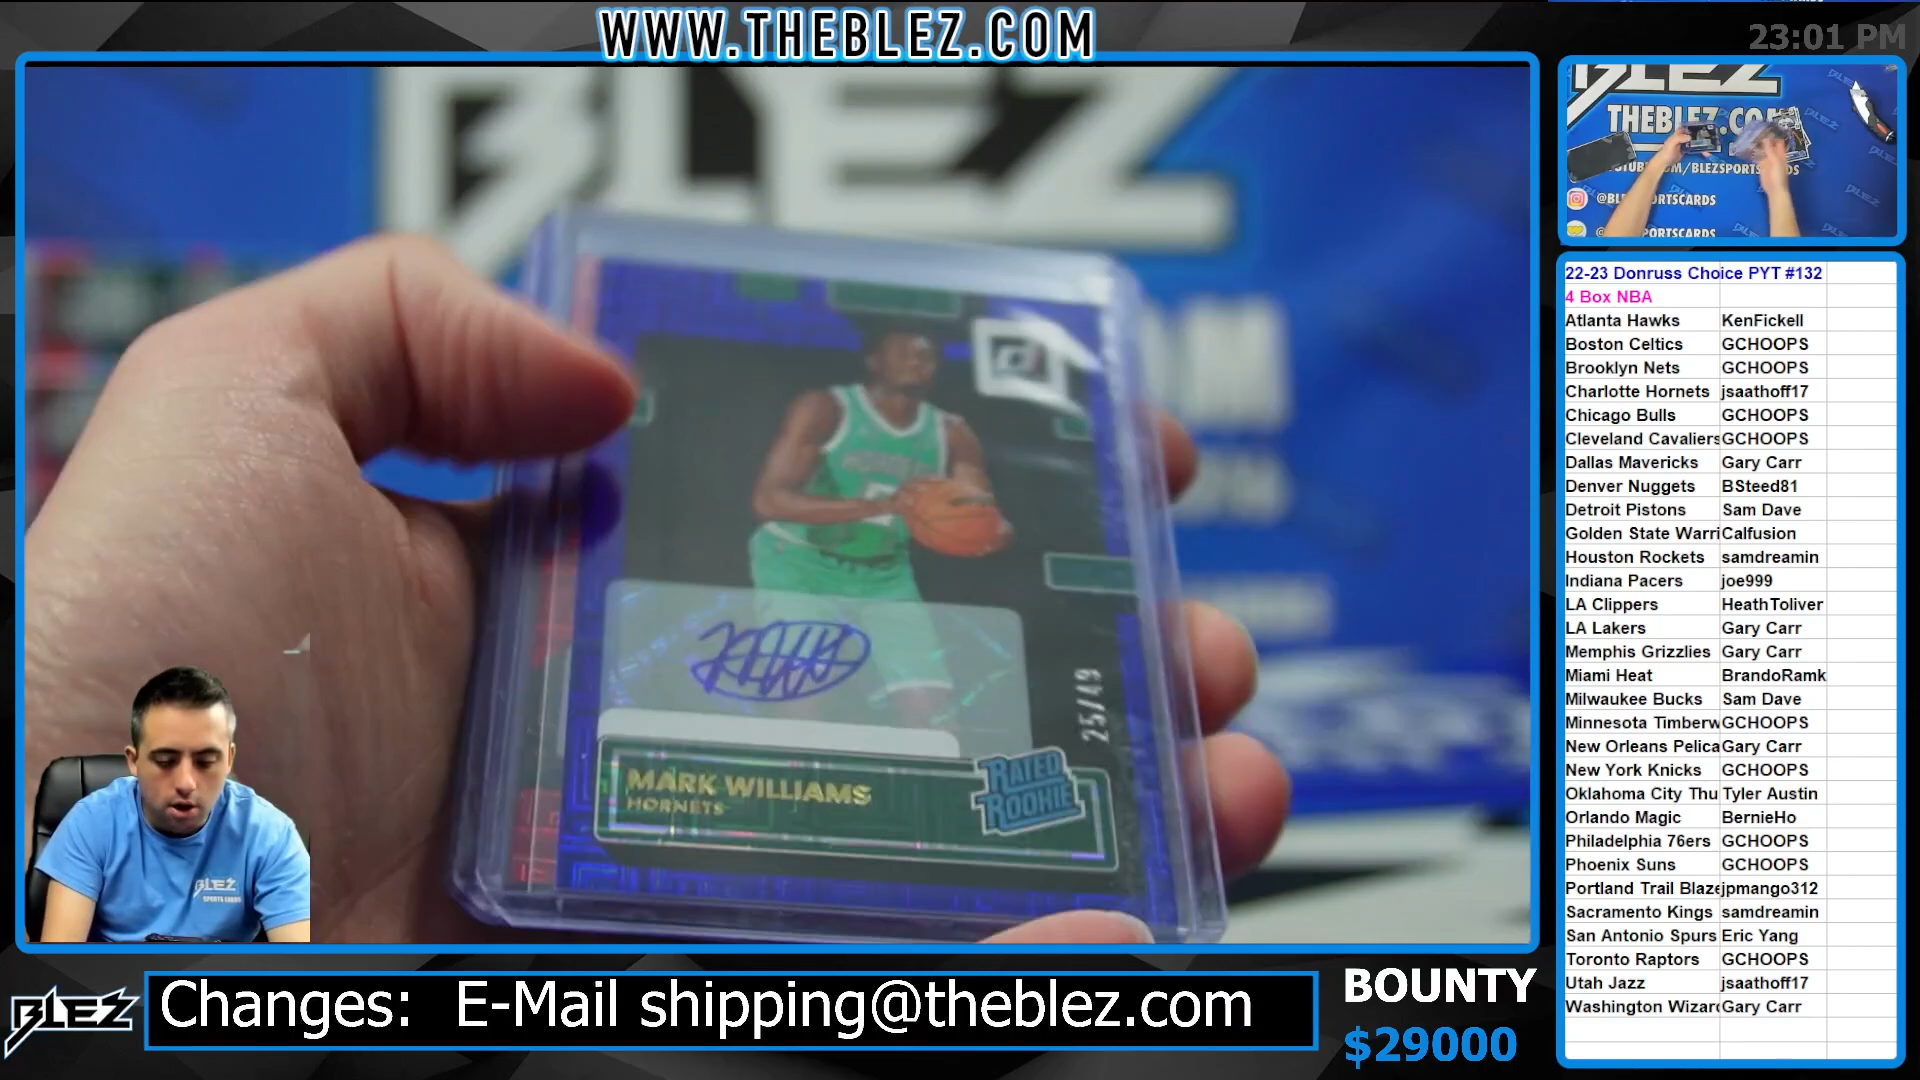 WWW.THEBLEZ.COM
23:01 PM
BLEZ
BLEZ
THEBLEZ.COM
@BL
PORTSCARDS
22-23 Donruss Choice PYT #132
4 Box NBA
Atlanta Hawks KenFickell
Boston Celtics GCHOOPS
Brooklyn Nets GCHOOPS
Charlotte Hornets jsaathoff17
Chicago Bulls GCHOOPS
Cleveland Cavaliers GCHOOPS
Dallas Mavericks Gary Carr
Denver Nuggets BSteed81
Detroit Pistons Sam Dave
Golden State Warri Calfusion
Houston Rockets samdreamin
Indiana Pacers joe999
LA Clippers HeathToliver
LA Lakers Gary Carr
Memphis Grizzlies Gary Carr
Miami Heat BrandoRamk
Milwaukee Bucks Sam Dave
Minnesota Timberw GCHOOPS
New Orleans Pelica Gary Carr
New York Knicks GCHOOPS
Oklahoma City Thu Tyler Austin
Orlando Magic BernieHo
Philadelphia 76ers GCHOOPS
Phoenix Suns GCHOOPS
Portland Trail Blaze jpmango312
Sacramento Kings samdreamin
San Antonio Spurs Eric Yang
Toronto Raptors GCHOOPS
Utah Jazz jsaathoff17
Washington Wizar Gary Carr
25/49
MARK WILLIAMS
HORNETS
RATED
ROOKIE
BLEZ
SPORTS CARDS
BLEZ
Changes: E-Mail shipping@theblez.com
BOUNTY
$29000